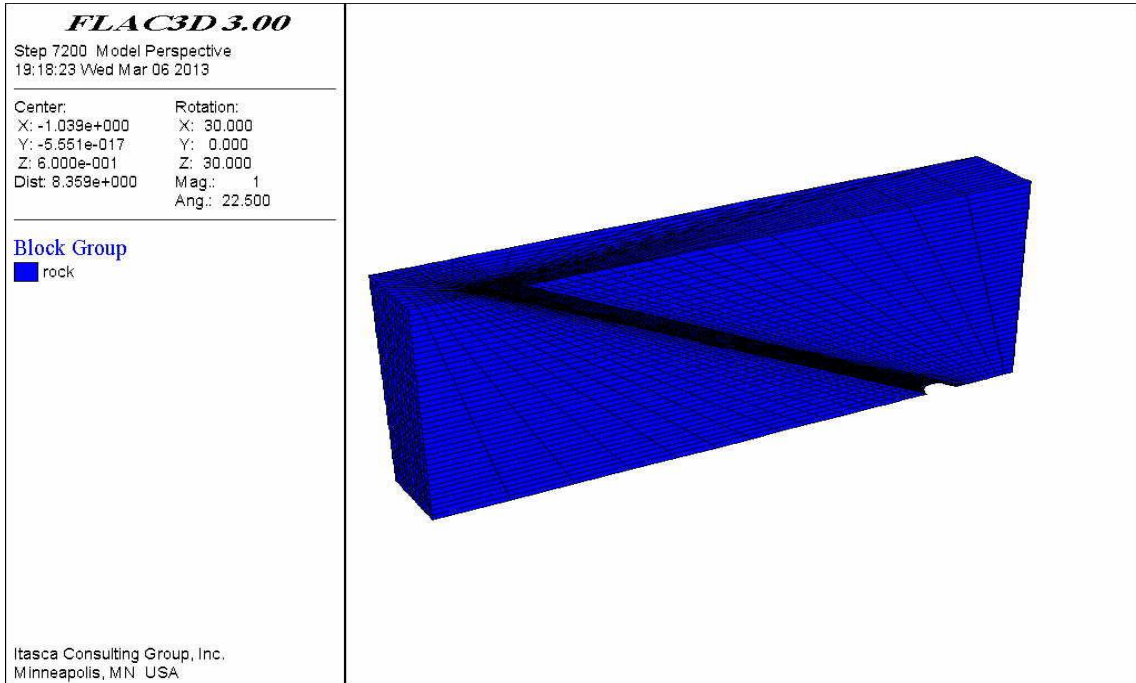 FLAC3D 3.00
Step 7200 Model Perspective
19:18:23 Wed Mar 06 2013
Center:
X: -1.039e+000
Y: -5.551e-017
Z: 6.000e-001
Dist: 8.359e+000
Rotation:
X: 30.000
Y: 0.000
Z: 30.000
Mag.: 1
Ang.: 22.500
Block Group
rock
Itasca Consulting Group, Inc.
Minneapolis, MN USA